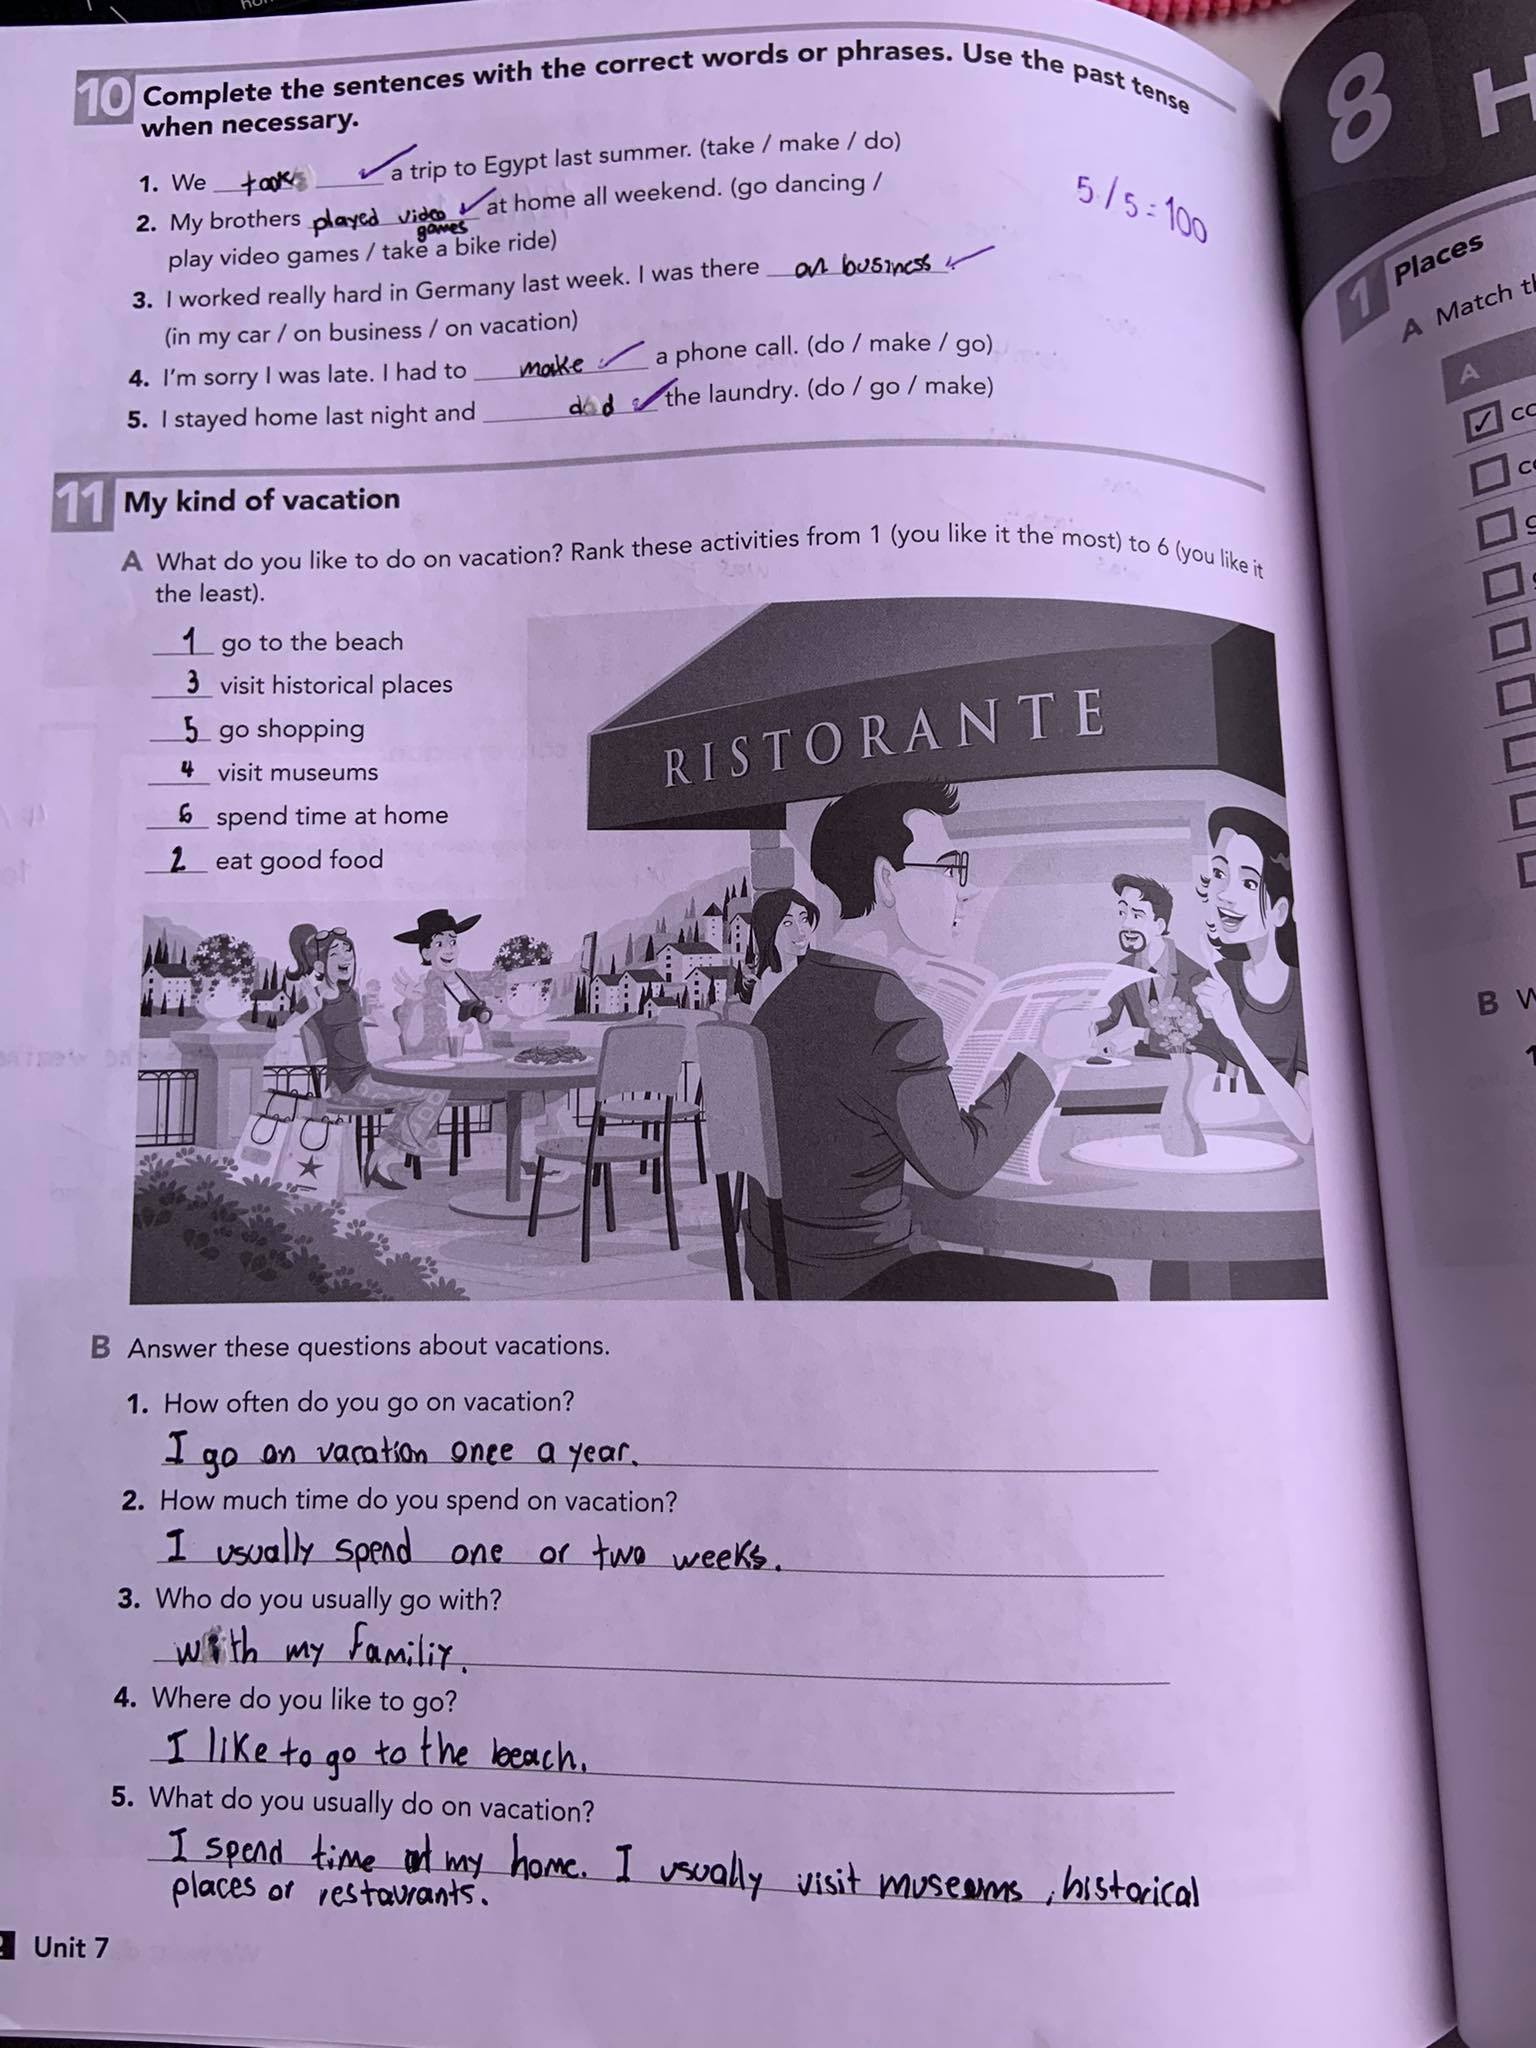 10 Complete the sentences with the correct words or phrases. Use the past tense
when necessary.
1. We took a trip to Egypt last summer. (take / make / do)
2. My brothers played video games at home all weekend. (go dancing /
play video games / take a bike ride)
3. I worked really hard in Germany last week. I was there on business
(in my car / on business / on vacation)
4. I'm sorry I was late. I had to make a phone call. (do / make / go)
5. I stayed home last night and did the laundry. (do / go / make)
5/5=100
11 My kind of vacation
A What do you like to do on vacation? Rank these activities from 1 (you like it the most) to 6 (you like it
the least).
1 go to the beach
3 visit historical places
5 go shopping
4 visit museums
6 spend time at home
2 eat good food
RISTORANTE
B Answer these questions about vacations.
1. How often do you go on vacation?
I go on vacation once a year.
2. How much time do you spend on vacation?
I usually spend one or two weeks.
3. Who do you usually go with?
with my familiy.
4. Where do you like to go?
I like to go to the beach.
5. What do you usually do on vacation?
I spend time at my home. I usually visit museums, historical
places or restaurants.
Unit 7
8 H
1 Places
A Match
A
B